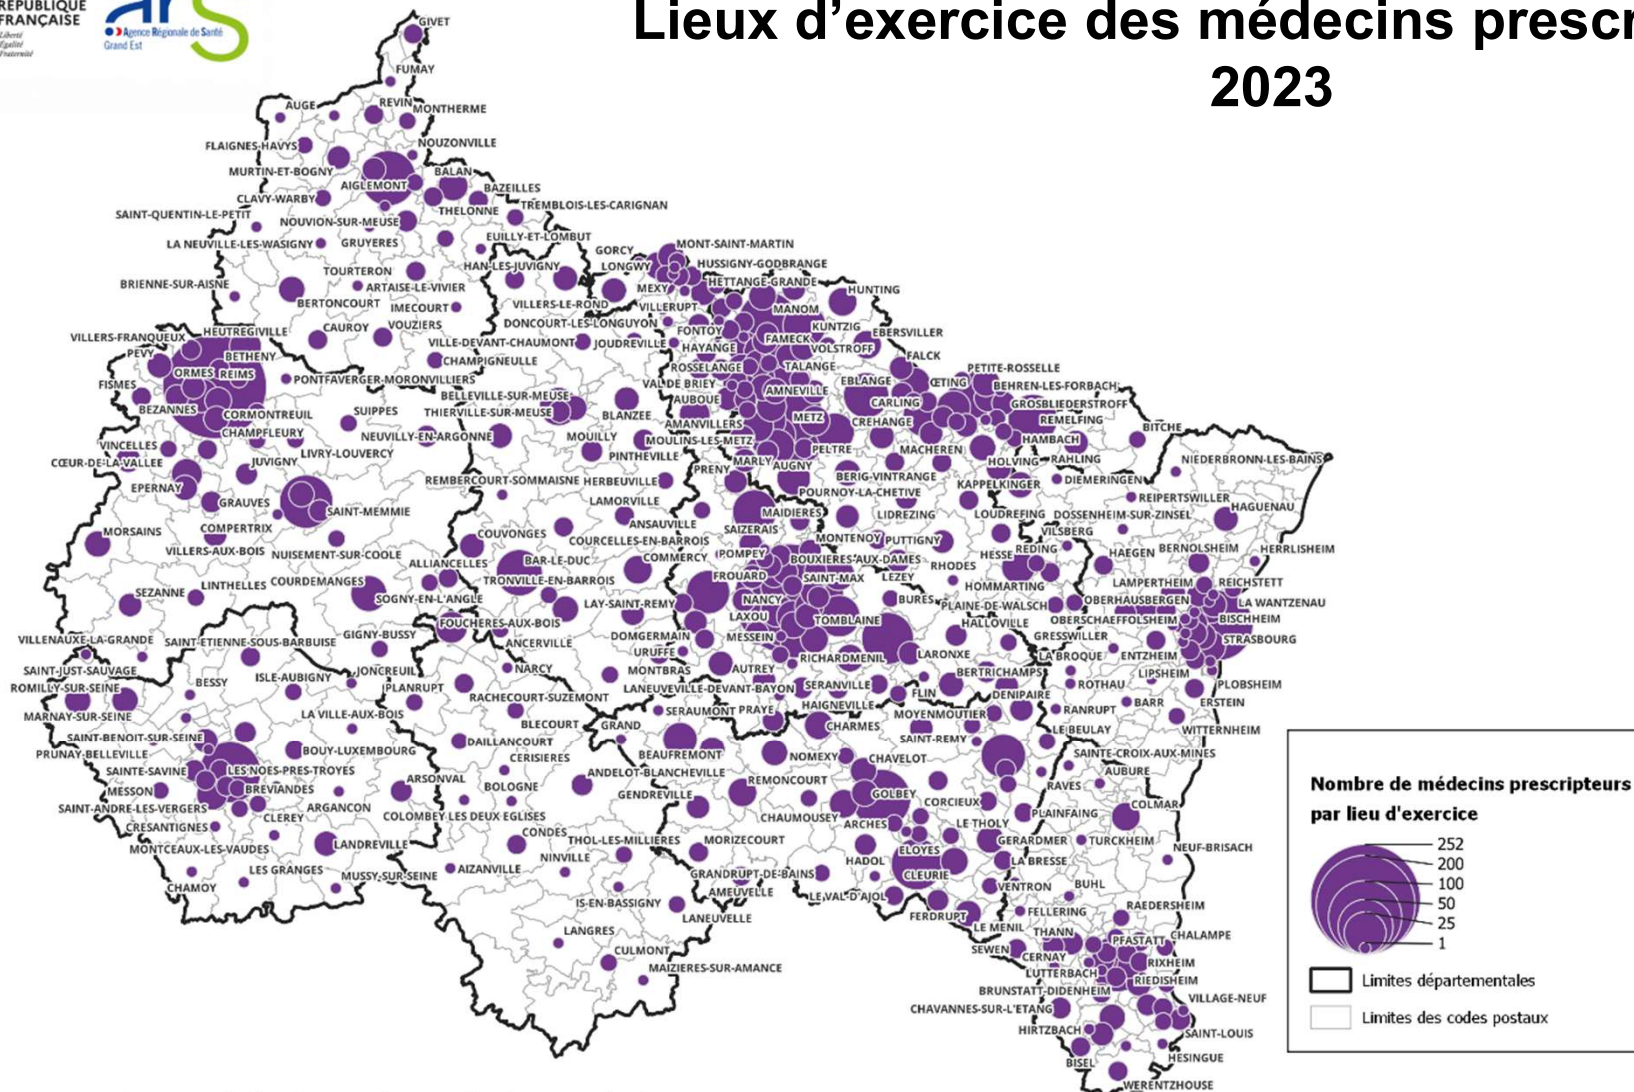 RÉPUBLIQUE
FRANÇAISE
Liberté
Égalité
Fraternité
ars
Agence Régionale de Santé
Grand Est
Lieux d’exercice des médecins prescr
2023
GIVET
FUMAY
AUGE
REVIN
MONTHERME
FLAIGNES-HAVYS
NOUZONVILLE
MURTIN-ET-BOGNY
BALAN
AIGLEMONT
BAZEILLES
CLAVY-WARBY
TREMBLOIS-LES-CARIGNAN
SAINT-QUENTIN-LE-PETIT
THELONNE
NOUVION-SUR-MEUSE
LA NEUVILLE-LES-WASIGNY
GRUYERES
EUILLY-ET-LOMBUT
GORCY
MONT-SAINT-MARTIN
TOURTERON
HAN-LES-JUVIGNY
LONGWY
HUSSIGNY-GODBRANGE
BRIENNE-SUR-AISNE
ARTAISE-LE-VIVIER
MEXY
HETTANGE-GRANDE
HUNTING
BERTONCOURT
IMECOURT
VILLERS-LE-ROND
VILLERUPT
MANOM
VILLERS-FRANQUEUX
HEUTREGIVILLE
CAUROY
VOUZIERS
DONCOURT-LES-LONGUYON
FONTOY
KUNTZIG
EBERSVILLER
PEVY
BETHENY
VILLE-DEVANT-CHAUMONT
JOUDREVILLE
HAYANGE
FAMECK
VOLSTROFF
FALCK
CHAMPIGNEULLE
ORMES
REIMS
PONTFAVERGER-MORONVILLIERS
ROSSELANGE
TALANGE
PETITE-ROSSELLE
FISMES
VAL DE BRIEY
EBLANGE
ŒTING
BEHREN-LES-FORBACH
BELLEVILLE-SUR-MEUSE
AUBOUE
AMNEVILLE
CARLING
GROSBLIEDERSTROFF
BEZANNES
CORMONTREUIL
SUIPPES
THIERVILLE-SUR-MEUSE
BLANZEE
AMANVILLERS
METZ
CREHANGE
REMELFING
BITCHE
CHAMPFLEURY
NEUVILLY-EN-ARGONNE
MOUILLY
MOULINS-LES-METZ
HAMBACH
VINCELLES
LIVRY-LOUVERCY
PINTHEVILLE
PELTRE
MACHEREN
CŒUR-DE-LA-VALLEE
JUVIGNY
PRENY
MARLY
AUGNY
HOLVING
RAHLING
NIEDERBRONN-LES-BAINS
EPERNAY
REMBERCOURT-SOMMAISNE
HERBEUVILLE
BERIG-VINTRANGE
KAPPELKINGER
DIEMERINGEN
GRAUVES
SAINT-MEMMIE
LAMORVILLE
POURNOY-LA-CHETIVE
REIPERTSWILLER
MAIDIERES
LIDREZING
LOUDREFING
DOSSENHEIM-SUR-ZINSEL
HAGUENAU
MORSAINS
COMPERTRIX
COUVONGES
ANSAUVILLE
SAIZERAIS
VILSBERG
COURCELLES-EN-BARROIS
MONTENOY
PUTTIGNY
VILLERS-AUX-BOIS
NUISEMENT-SUR-COOLE
ALLIANCELLES
BAR-LE-DUC
COMMERCY
POMPEY
BOUXIERES-AUX-DAMES
HESSE
REDING
HAEGEN
BERNOLSHEIM
HERRLISHEIM
SEZANNE
LINTHELLES
COURDEMANGES
TRONVILLE-EN-BARROIS
FROUARD
SAINT-MAX
LEZEY
RHODES
HOMMARTING
LAMPERTHEIM
REICHSTETT
SOGNY-EN-L'ANGLE
LAY-SAINT-REMY
NANCY
BURES
PLAINE-DE-WALSCH
OBERHAUSBERGEN
LA WANTZENAU
FOUCHERES-AUX-BOIS
LAXOU
TOMBLAINE
HALLOVILLE
OBERSCHAEFFOLSHEIM
BISCHHEIM
VILLENAUXE-LA-GRANDE
SAINT-ETIENNE-SOUS-BARBUISE
GIGNY-BUSSY
ANCERVILLE
DOMGERMAIN
MESSEIN
GRESSWILLER
STRASBOURG
SAINT-JUST-SAUVAGE
JONCREUIL
NARCY
URUFFE
RICHARDMENIL
LARONXE
LA BROQUE
ENTZHEIM
ROMILLY-SUR-SEINE
BESSY
ISLE-AUBIGNY
PLANRUPT
MONTBRAS
AUTREY
BERTRICHAMPS
LIPSHEIM
RACHECOURT-SUZEMONT
LANEUVEVILLE-DEVANT-BAYON
SERANVILLE
FLIN
DENIPAIRE
ROTHAU
PLOBSHEIM
MARNAY-SUR-SEINE
LA VILLE-AUX-BOIS
BLECOURT
GRAND
SERAUMONT
PRAYE
HAIGNEVILLE
MOYENMOUTIER
RANRUPT
BARR
ERSTEIN
SAINT-BENOIT-SUR-SEINE
DAILLANCOURT
CHARMES
SAINT-REMY
LE BEULAY
WITTERNHEIM
PRUNAY-BELLEVILLE
BOUY-LUXEMBOURG
CERISIERES
BEAUFREMONT
NOMEXY
CHAVELOT
SAINTE-CROIX-AUX-MINES
SAINTE-SAVINE
LES NOES-PRES-TROYES
ARSONVAL
ANDELOT-BLANCHEVILLE
REMONCOURT
AUBURE
MESSON
BREVIANDES
BOLOGNE
GENDREVILLE
GOLBEY
CORCIEUX
RAVES
COLMAR
SAINT-ANDRE-LES-VERGERS
CLEREY
ARGANCON
COLOMBEY LES DEUX EGLISES
CHAUMOUSEY
ARCHES
LE THOLY
PLAINFAING
CRESANTIGNES
CONDES
THOL-LES-MILLIERES
MORIZECOURT
GERARDMER
TURCKHEIM
MONTCEAUX-LES-VAUDES
LANDREVILLE
NINVILLE
HADOL
ELOYES
LA BRESSE
NEUF-BRISACH
LES GRANGES
MUSSY-SUR-SEINE
AIZANVILLE
GRANDRUPT-DE-BAINS
CLEURIE
CHAMOY
IS-EN-BASSIGNY
AMEUVELLE
LE VAL-D'AJOL
VENTRON
BUHL
LANEUVELLE
FERDRUPT
FELLERING
RAEDERSHEIM
LANGRES
LE MENIL
THANN
PFASTATT
CHALAMPE
CULMONT
SEWEN
CERNAY
RIXHEIM
MAIZIERES-SUR-AMANCE
LUTTERBACH
RIEDISHEIM
BRUNSTATT-DIDENHEIM
VILLAGE-NEUF
CHAVANNES-SUR-L'ETANG
HIRTZBACH
SAINT-LOUIS
BISEL
HESINGUE
WERENTZHOUSE
Nombre de médecins prescripteurs
par lieu d'exercice
252
200
100
50
25
1
Limites départementales
Limites des codes postaux